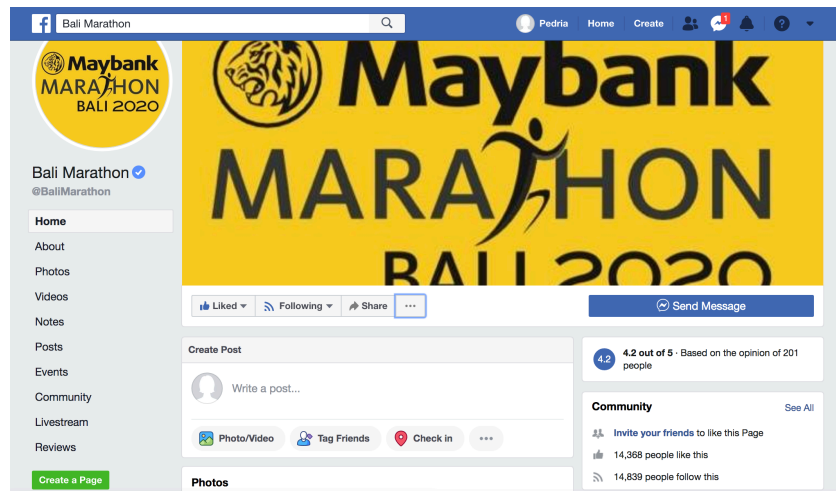 Bali Marathon
Pedria
Home
Create
1
Maybank
MARATHON
BALI 2020
Maybank
MARATHON
BALI 2020
Bali Marathon
@BaliMarathon
Home
About
Photos
Videos
Notes
Posts
Events
Community
Livestream
Reviews
Create a Page
Liked
Following
Share
Send Message
Create Post
Write a post...
Photo/Video
Tag Friends
Check in
Photos
4.2
4.2 out of 5 · Based on the opinion of 201
people
Community
See All
Invite your friends to like this Page
14,368 people like this
14,839 people follow this